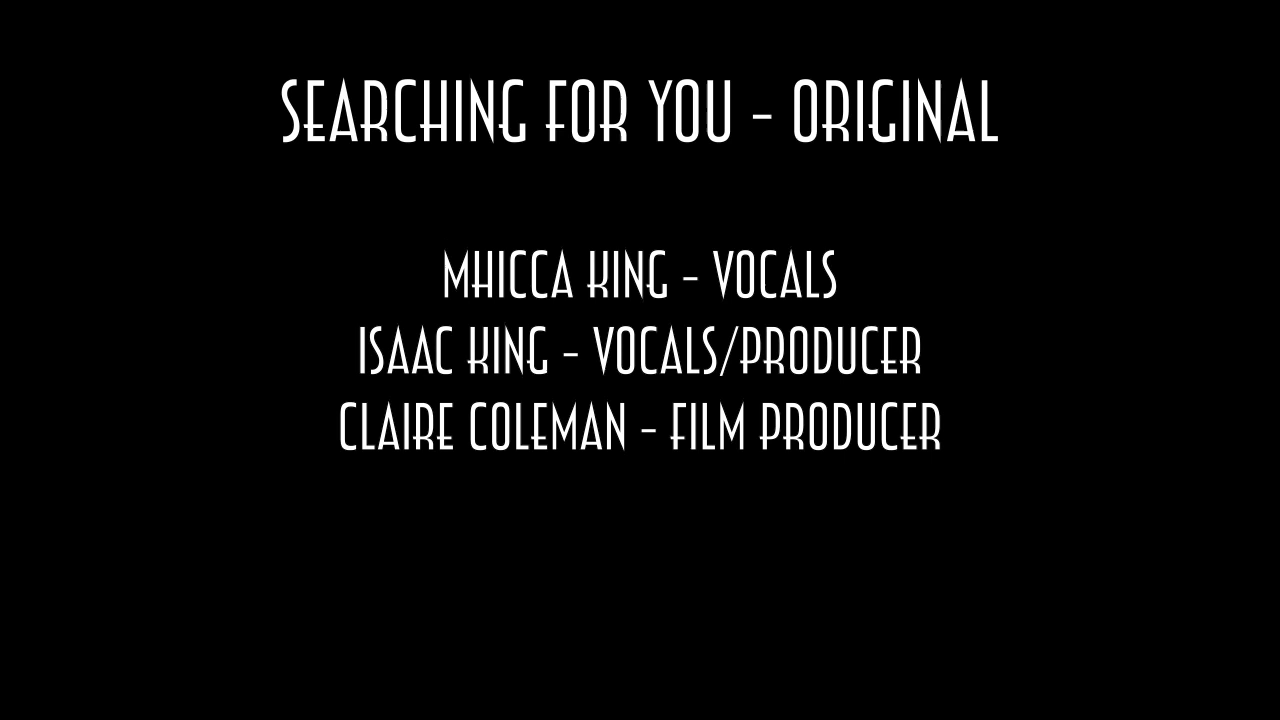 SEARCHING FOR YOU - ORIGINAL
MHICCA KING - VOCALS
ISAAC KING - VOCALS/PRODUCER
CLAIRE COLEMAN - FILM PRODUCER